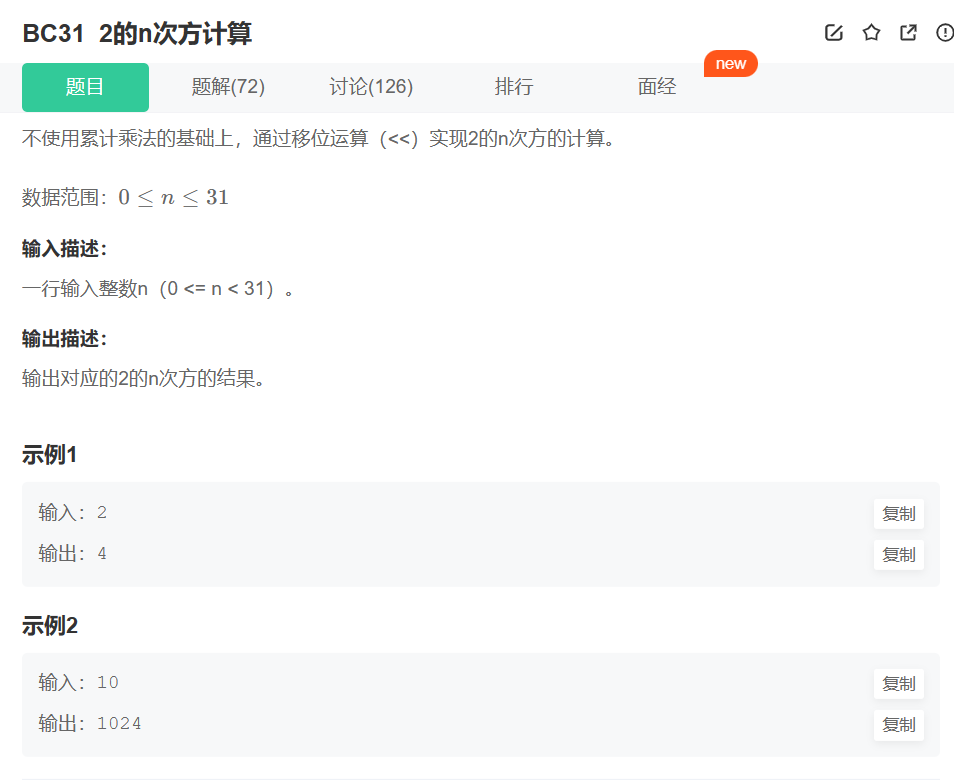 BC31 2的n次方计算
题目 题解(72) 讨论(126) 排行 面经 new
不使用累计乘法的基础上，通过移位运算（<<）实现2的n次方的计算。
数据范围：0 ≤ n ≤ 31
输入描述：
一行输入整数n（0 <= n < 31）。
输出描述：
输出对应的2的n次方的结果。
示例1
输入：2 复制
输出：4 复制
示例2
输入：10 复制
输出：1024 复制